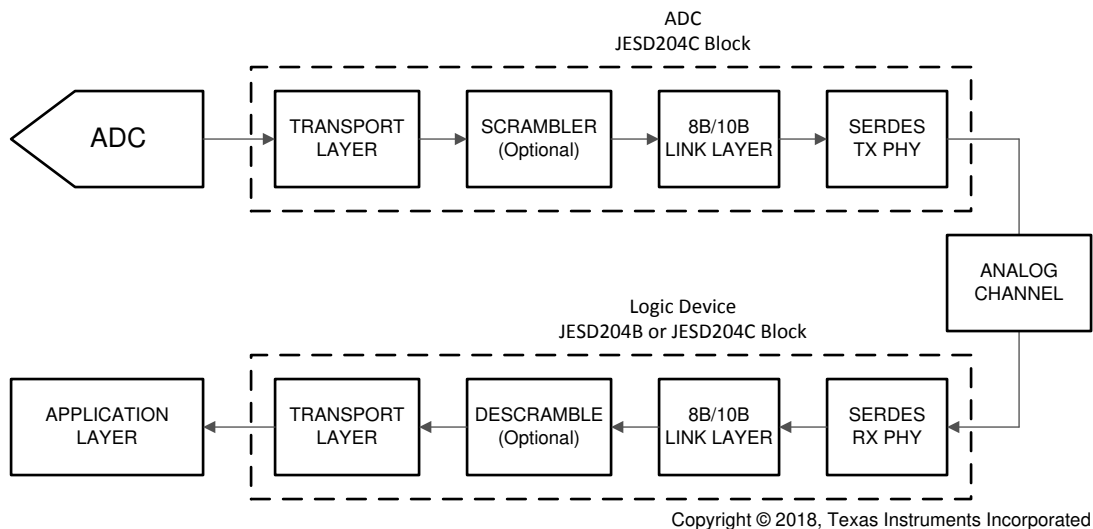 ADC
JESD204C Block
ADC
TRANSPORT
LAYER
SCRAMBLER
(Optional)
8B/10B
LINK LAYER
SERDES
TX PHY
ANALOG
CHANNEL
Logic Device
JESD204B or JESD204C Block
APPLICATION
LAYER
TRANSPORT
LAYER
DESCRAMBLE
(Optional)
8B/10B
LINK LAYER
SERDES
RX PHY
Copyright © 2018, Texas Instruments Incorporated